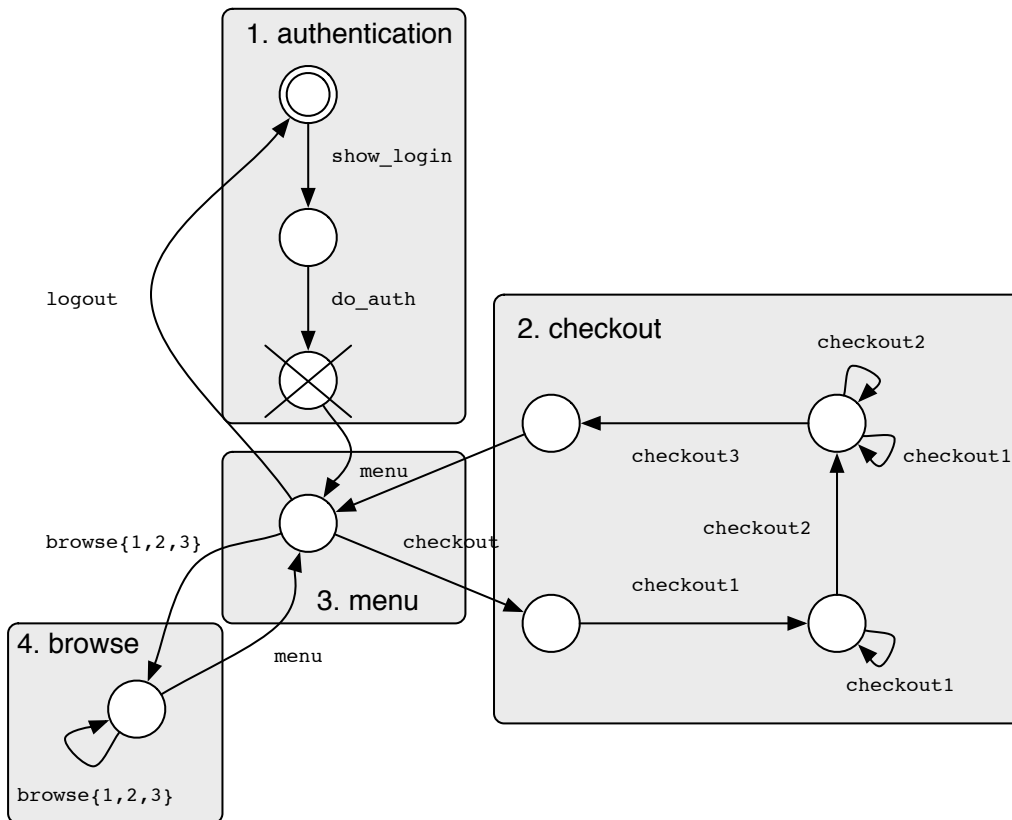 1. authentication
show_login
logout
do_auth
2. checkout
checkout2
checkout3
checkout1
menu
checkout2
browse{1,2,3}
checkout
checkout1
3. menu
4. browse
menu
checkout1
browse{1,2,3}